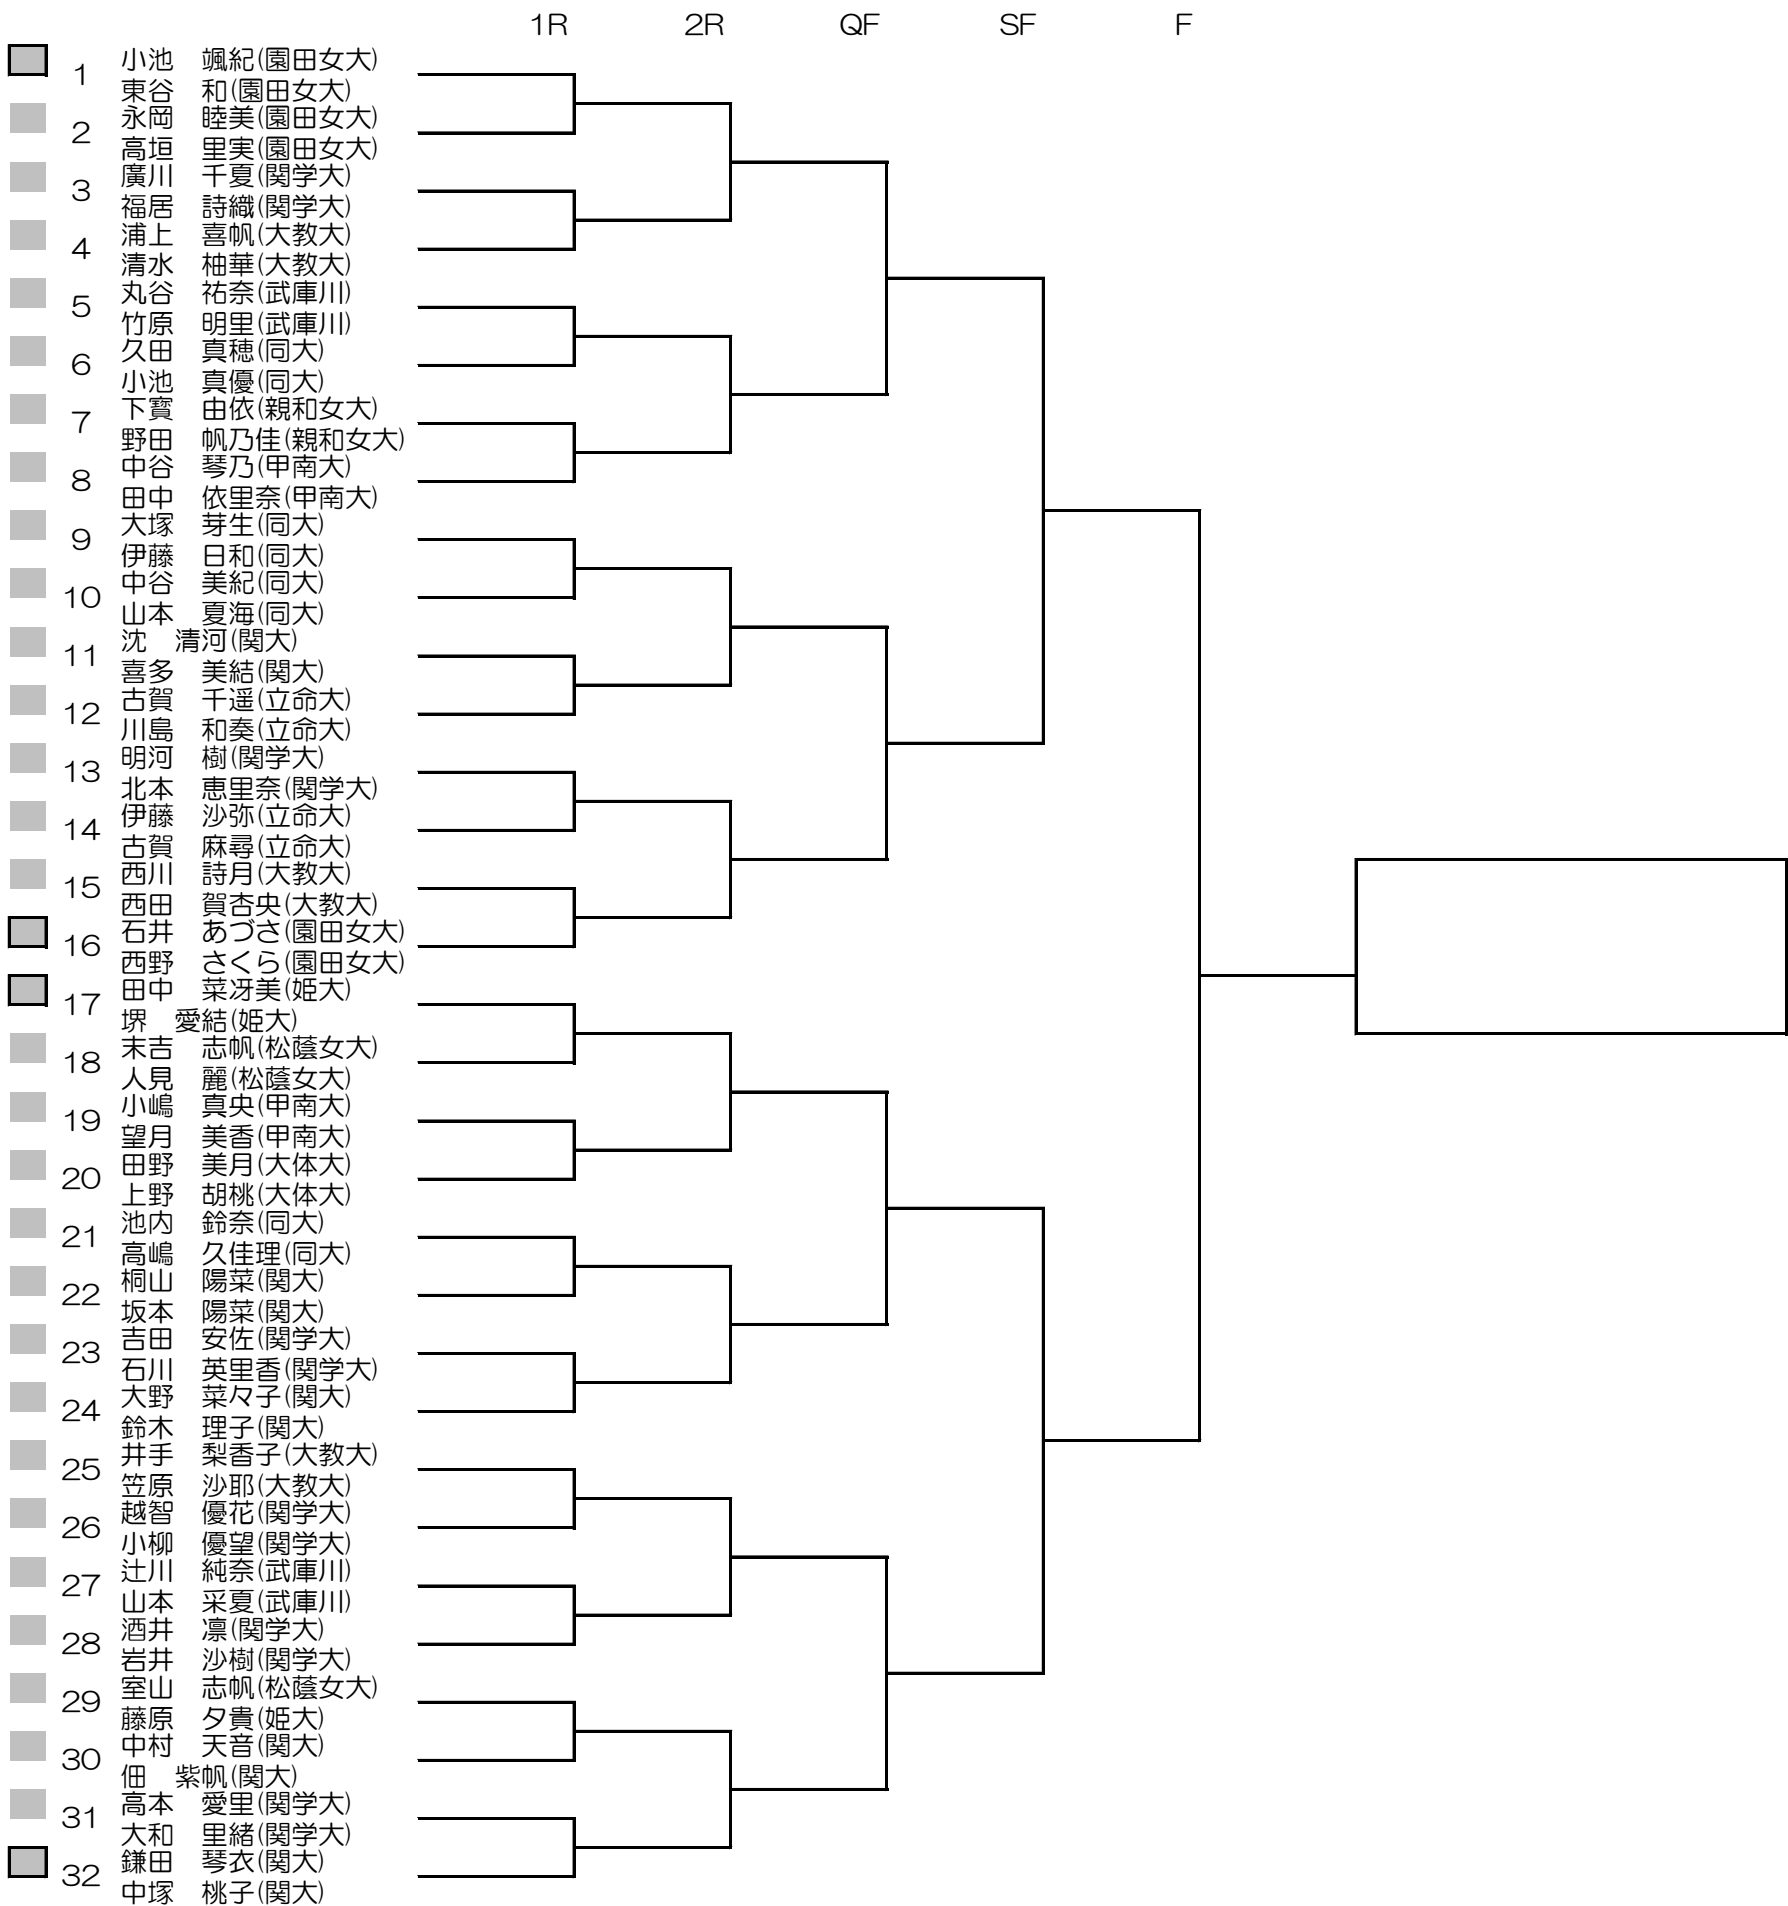 1R 2R QF SF F
小池　颯紀(園田女大)
1
東谷　和(園田女大)
永岡　睦美(園田女大)
2
高垣　里実(園田女大)
廣川　千夏(関学大)
3
福居　詩織(関学大)
浦上　喜帆(大教大)
4
清水　柚華(大教大)
丸谷　祐奈(武庫川)
5
竹原　明里(武庫川)
久田　真穂(同大)
6
小池　真優(同大)
下寳　由依(親和女大)
7
野田　帆乃佳(親和女大)
中谷　琴乃(甲南大)
8
田中　依里奈(甲南大)
大塚　芽生(同大)
9
伊藤　日和(同大)
中谷　美紀(同大)
10
山本　夏海(同大)
沈　清河(関大)
11
喜多　美結(関大)
古賀　千遥(立命大)
12
川島　和奏(立命大)
明河　樹(関学大)
13
北本　恵里奈(関学大)
伊藤　沙弥(立命大)
14
古賀　麻尋(立命大)
西川　詩月(大教大)
15
西田　賀杏央(大教大)
石井　あづさ(園田女大)
16
西野　さくら(園田女大)
田中　菜冴美(姫大)
17
堺　愛結(姫大)
末吉　志帆(松蔭女大)
18
人見　麗(松蔭女大)
小嶋　真央(甲南大)
19
望月　美香(甲南大)
田野　美月(大体大)
20
上野　胡桃(大体大)
池内　鈴奈(同大)
21
高嶋　久佳理(同大)
桐山　陽菜(関大)
22
坂本　陽菜(関大)
吉田　安佐(関学大)
23
石川　英里香(関学大)
大野　菜々子(関大)
24
鈴木　理子(関大)
井手　梨香子(大教大)
25
笠原　沙耶(大教大)
越智　優花(関学大)
26
小柳　優望(関学大)
辻川　純奈(武庫川)
27
山本　采夏(武庫川)
酒井　凛(関学大)
28
岩井　沙樹(関学大)
室山　志帆(松蔭女大)
29
藤原　夕貴(姫大)
中村　天音(関大)
30
佃　紫帆(関大)
高本　愛里(関学大)
31
大和　里緒(関学大)
鎌田　琴衣(関大)
32
中塚　桃子(関大)